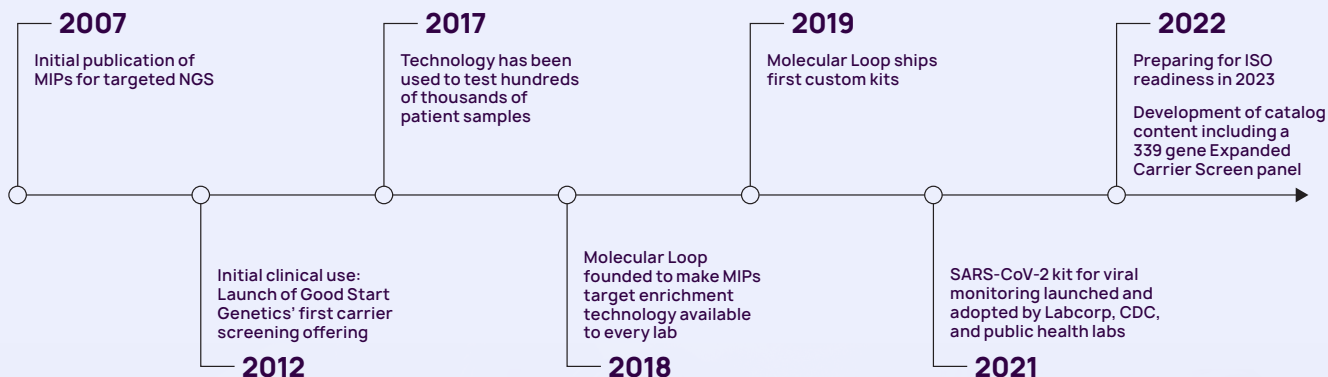 2007
Initial publication of
MIPs for targeted NGS
2012
Initial clinical use:
Launch of Good Start
Genetics’ first carrier
screening offering
2017
Technology has been
used to test hundreds
of thousands of
patient samples
2018
Molecular Loop
founded to make MIPs
target enrichment
technology available
to every lab
2019
Molecular Loop ships
first custom kits
2021
SARS-CoV-2 kit for viral
monitoring launched and
adopted by Labcorp, CDC,
and public health labs
2022
Preparing for ISO
readiness in 2023
Development of catalog
content including a
339 gene Expanded
Carrier Screen panel